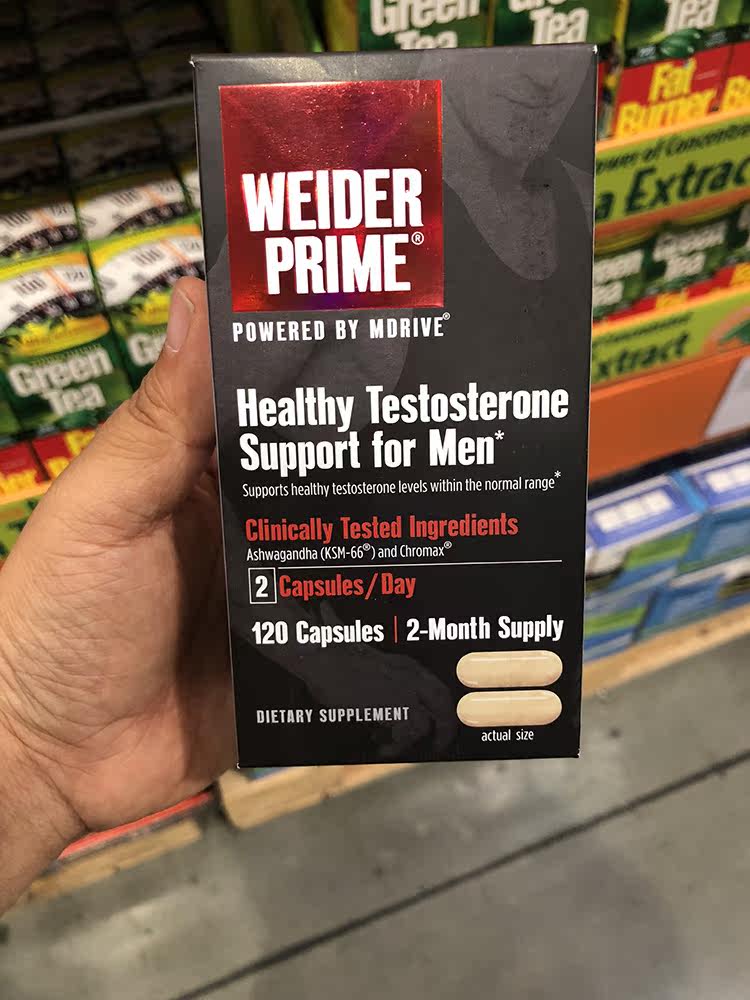 WEIDER
PRIME®
POWERED BY MDRIVE®
Healthy Testosterone
Support for Men*
Supports healthy testosterone levels within the normal range*
Clinically Tested Ingredients
Ashwagandha (KSM-66®) and Chromax®
2 Capsules/Day
120 Capsules | 2-Month Supply
DIETARY SUPPLEMENT
actual size
Green
Tea
Tea
Tea
Fat
Burner
Extract
Green
Tea